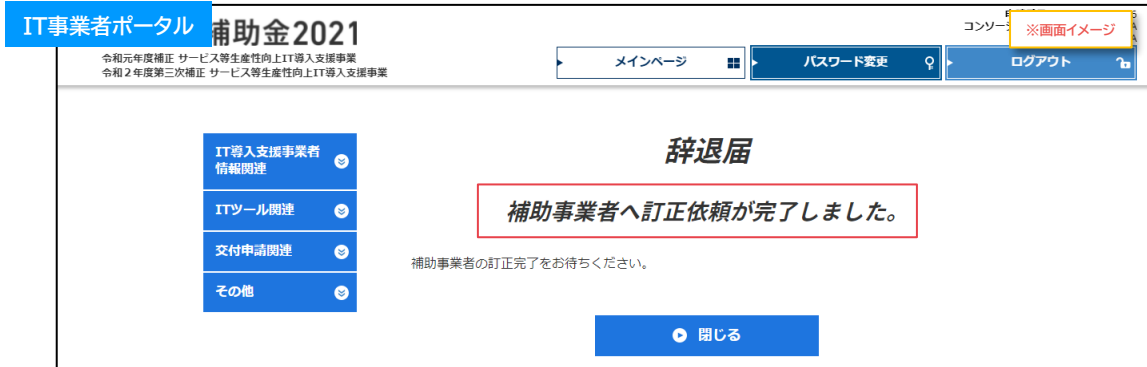 IT事業者ポータル
補助金2021
コンソー
※画面イメージ
令和元年度補正 サービス等生産性向上IT導入支援事業
令和２年度第三次補正 サービス等生産性向上IT導入支援事業
メインページ
パスワード変更
ログアウト
IT導入支援事業者
情報関連
ITツール関連
交付申請関連
その他
辞退届
補助事業者へ訂正依頼が完了しました。
補助事業者の訂正完了をお待ちください。
閉じる